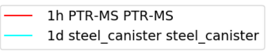 1h PTR-MS PTR-MS
1d steel_canister steel_canister